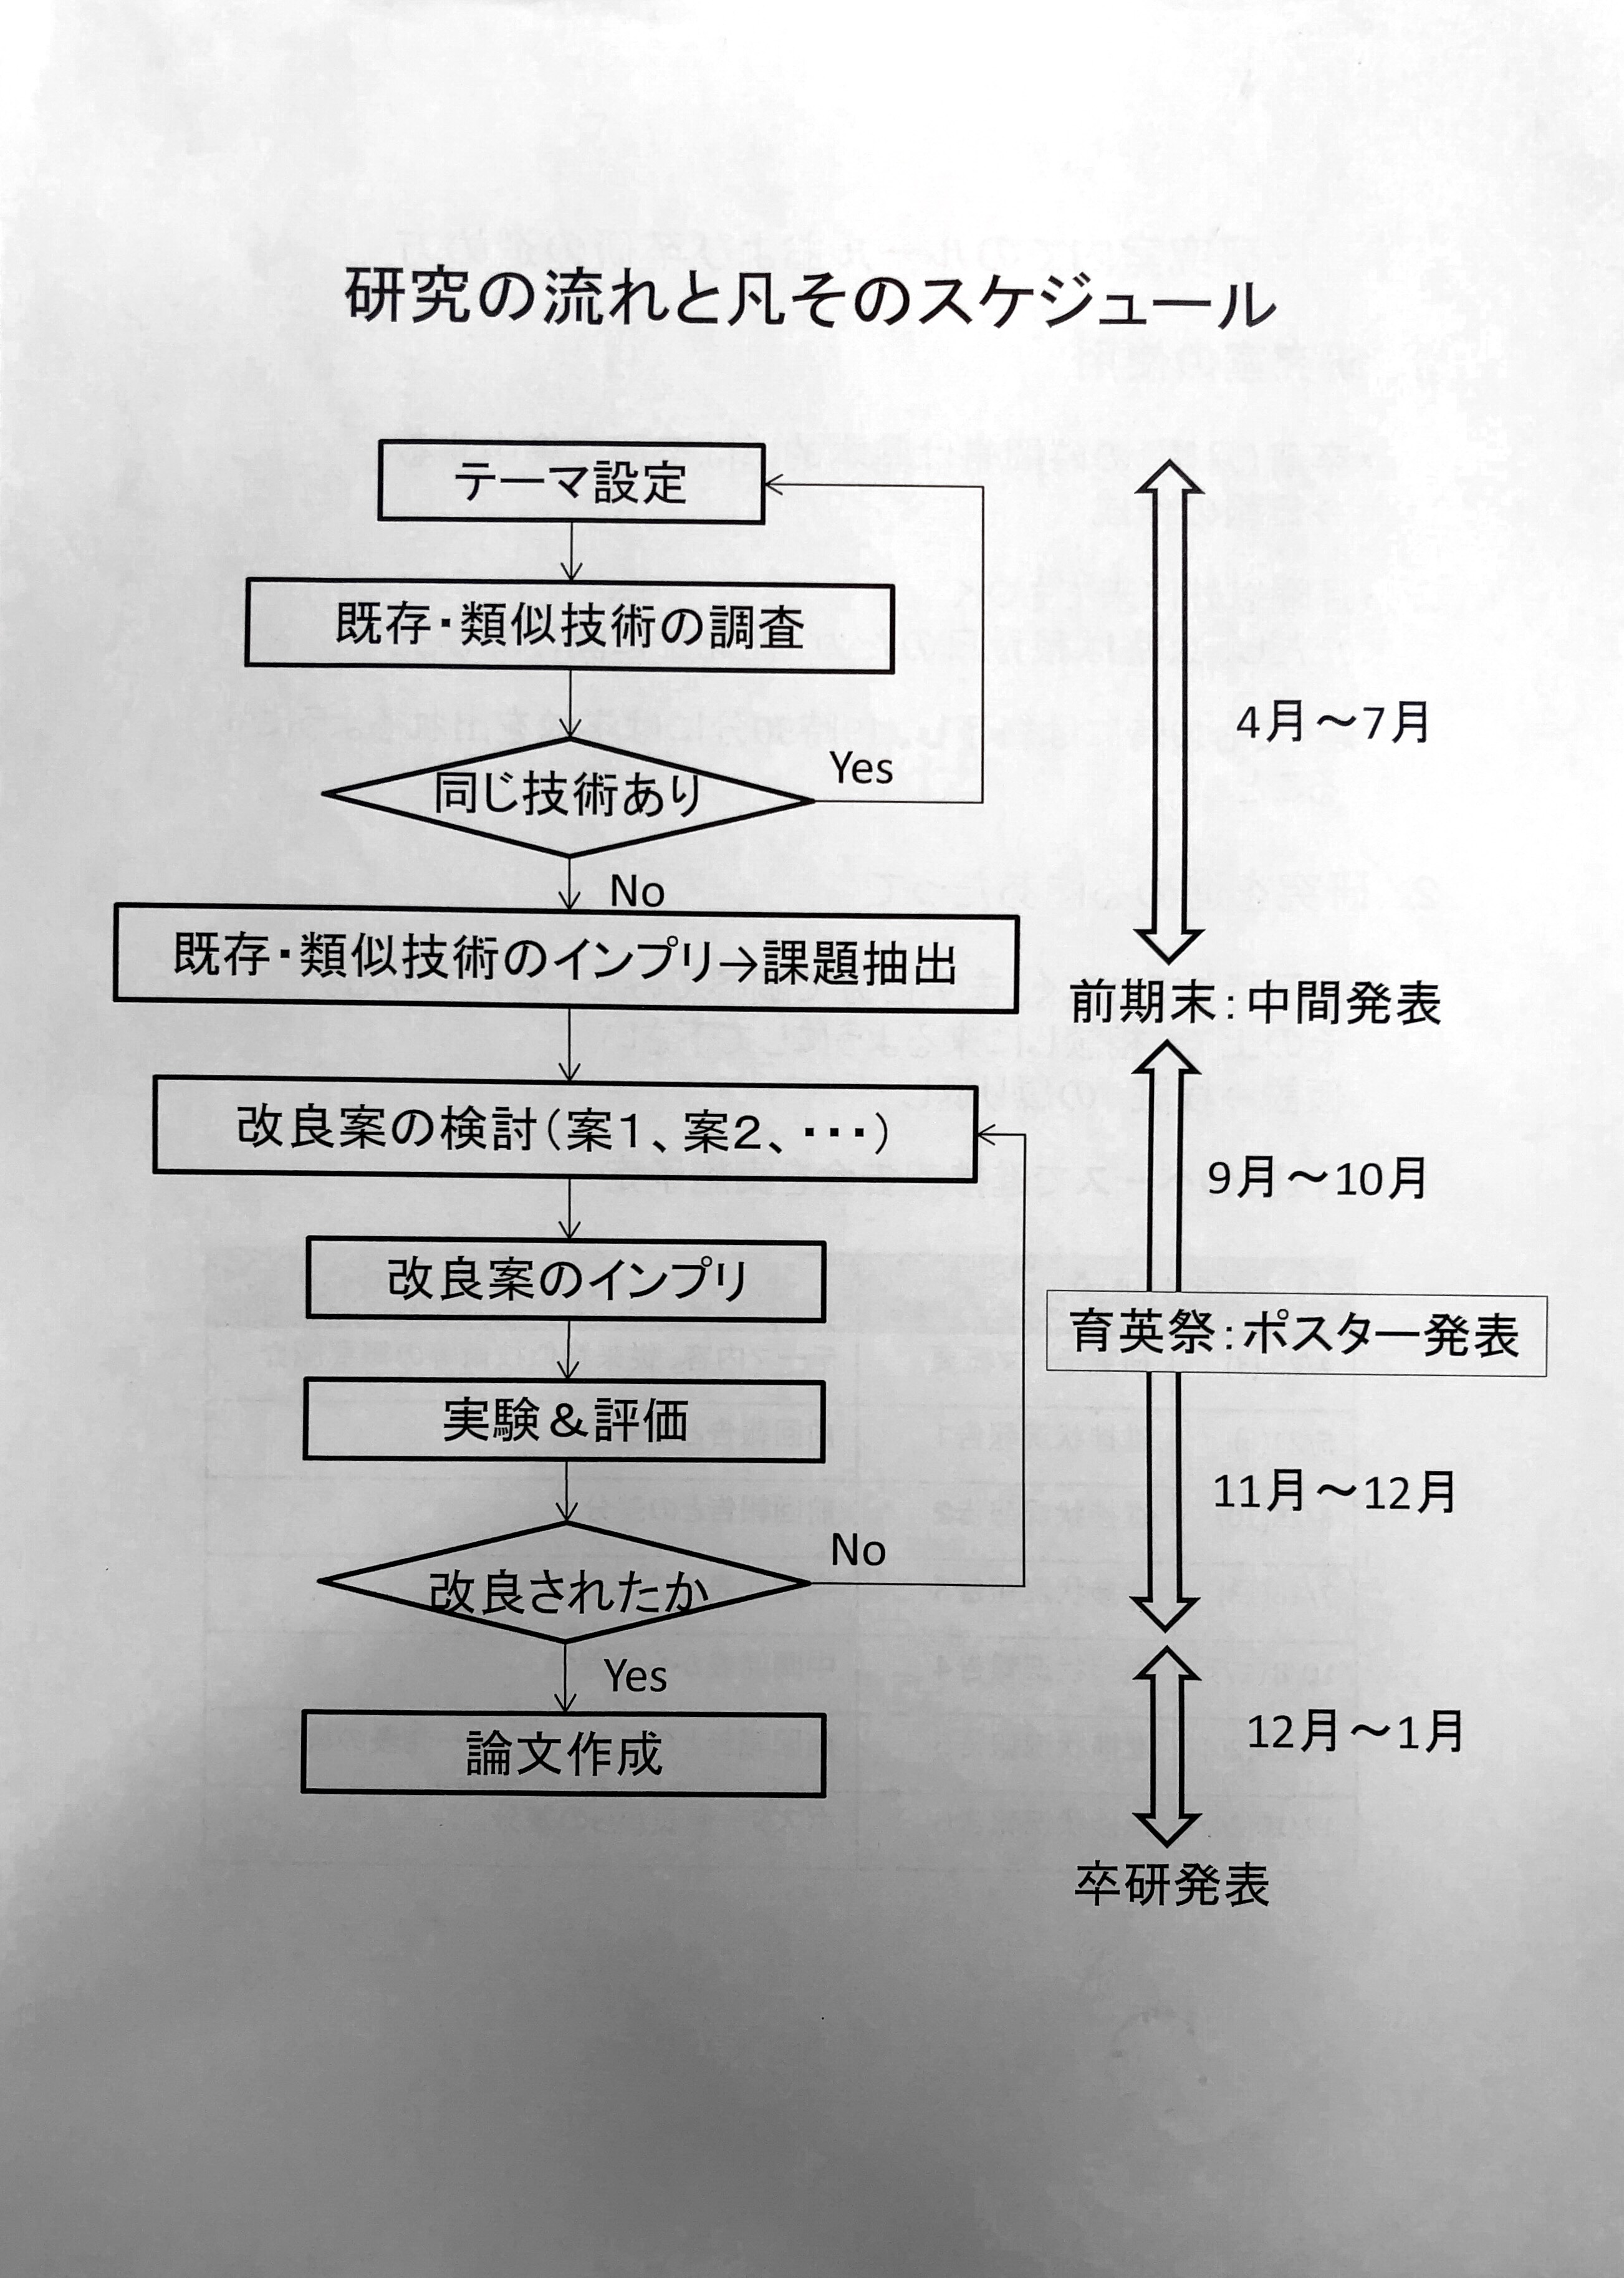 研究の流れと凡そのスケジュール
テーマ設定
既存・類似技術の調査
同じ技術あり
Yes
No
既存・類似技術のインプリ→課題抽出
改良案の検討（案１、案２、・・・）
改良案のインプリ
実験＆評価
改良されたか
No
Yes
論文作成
4月～7月
前期末：中間発表
9月～10月
育英祭：ポスター発表
11月～12月
12月～1月
卒研発表